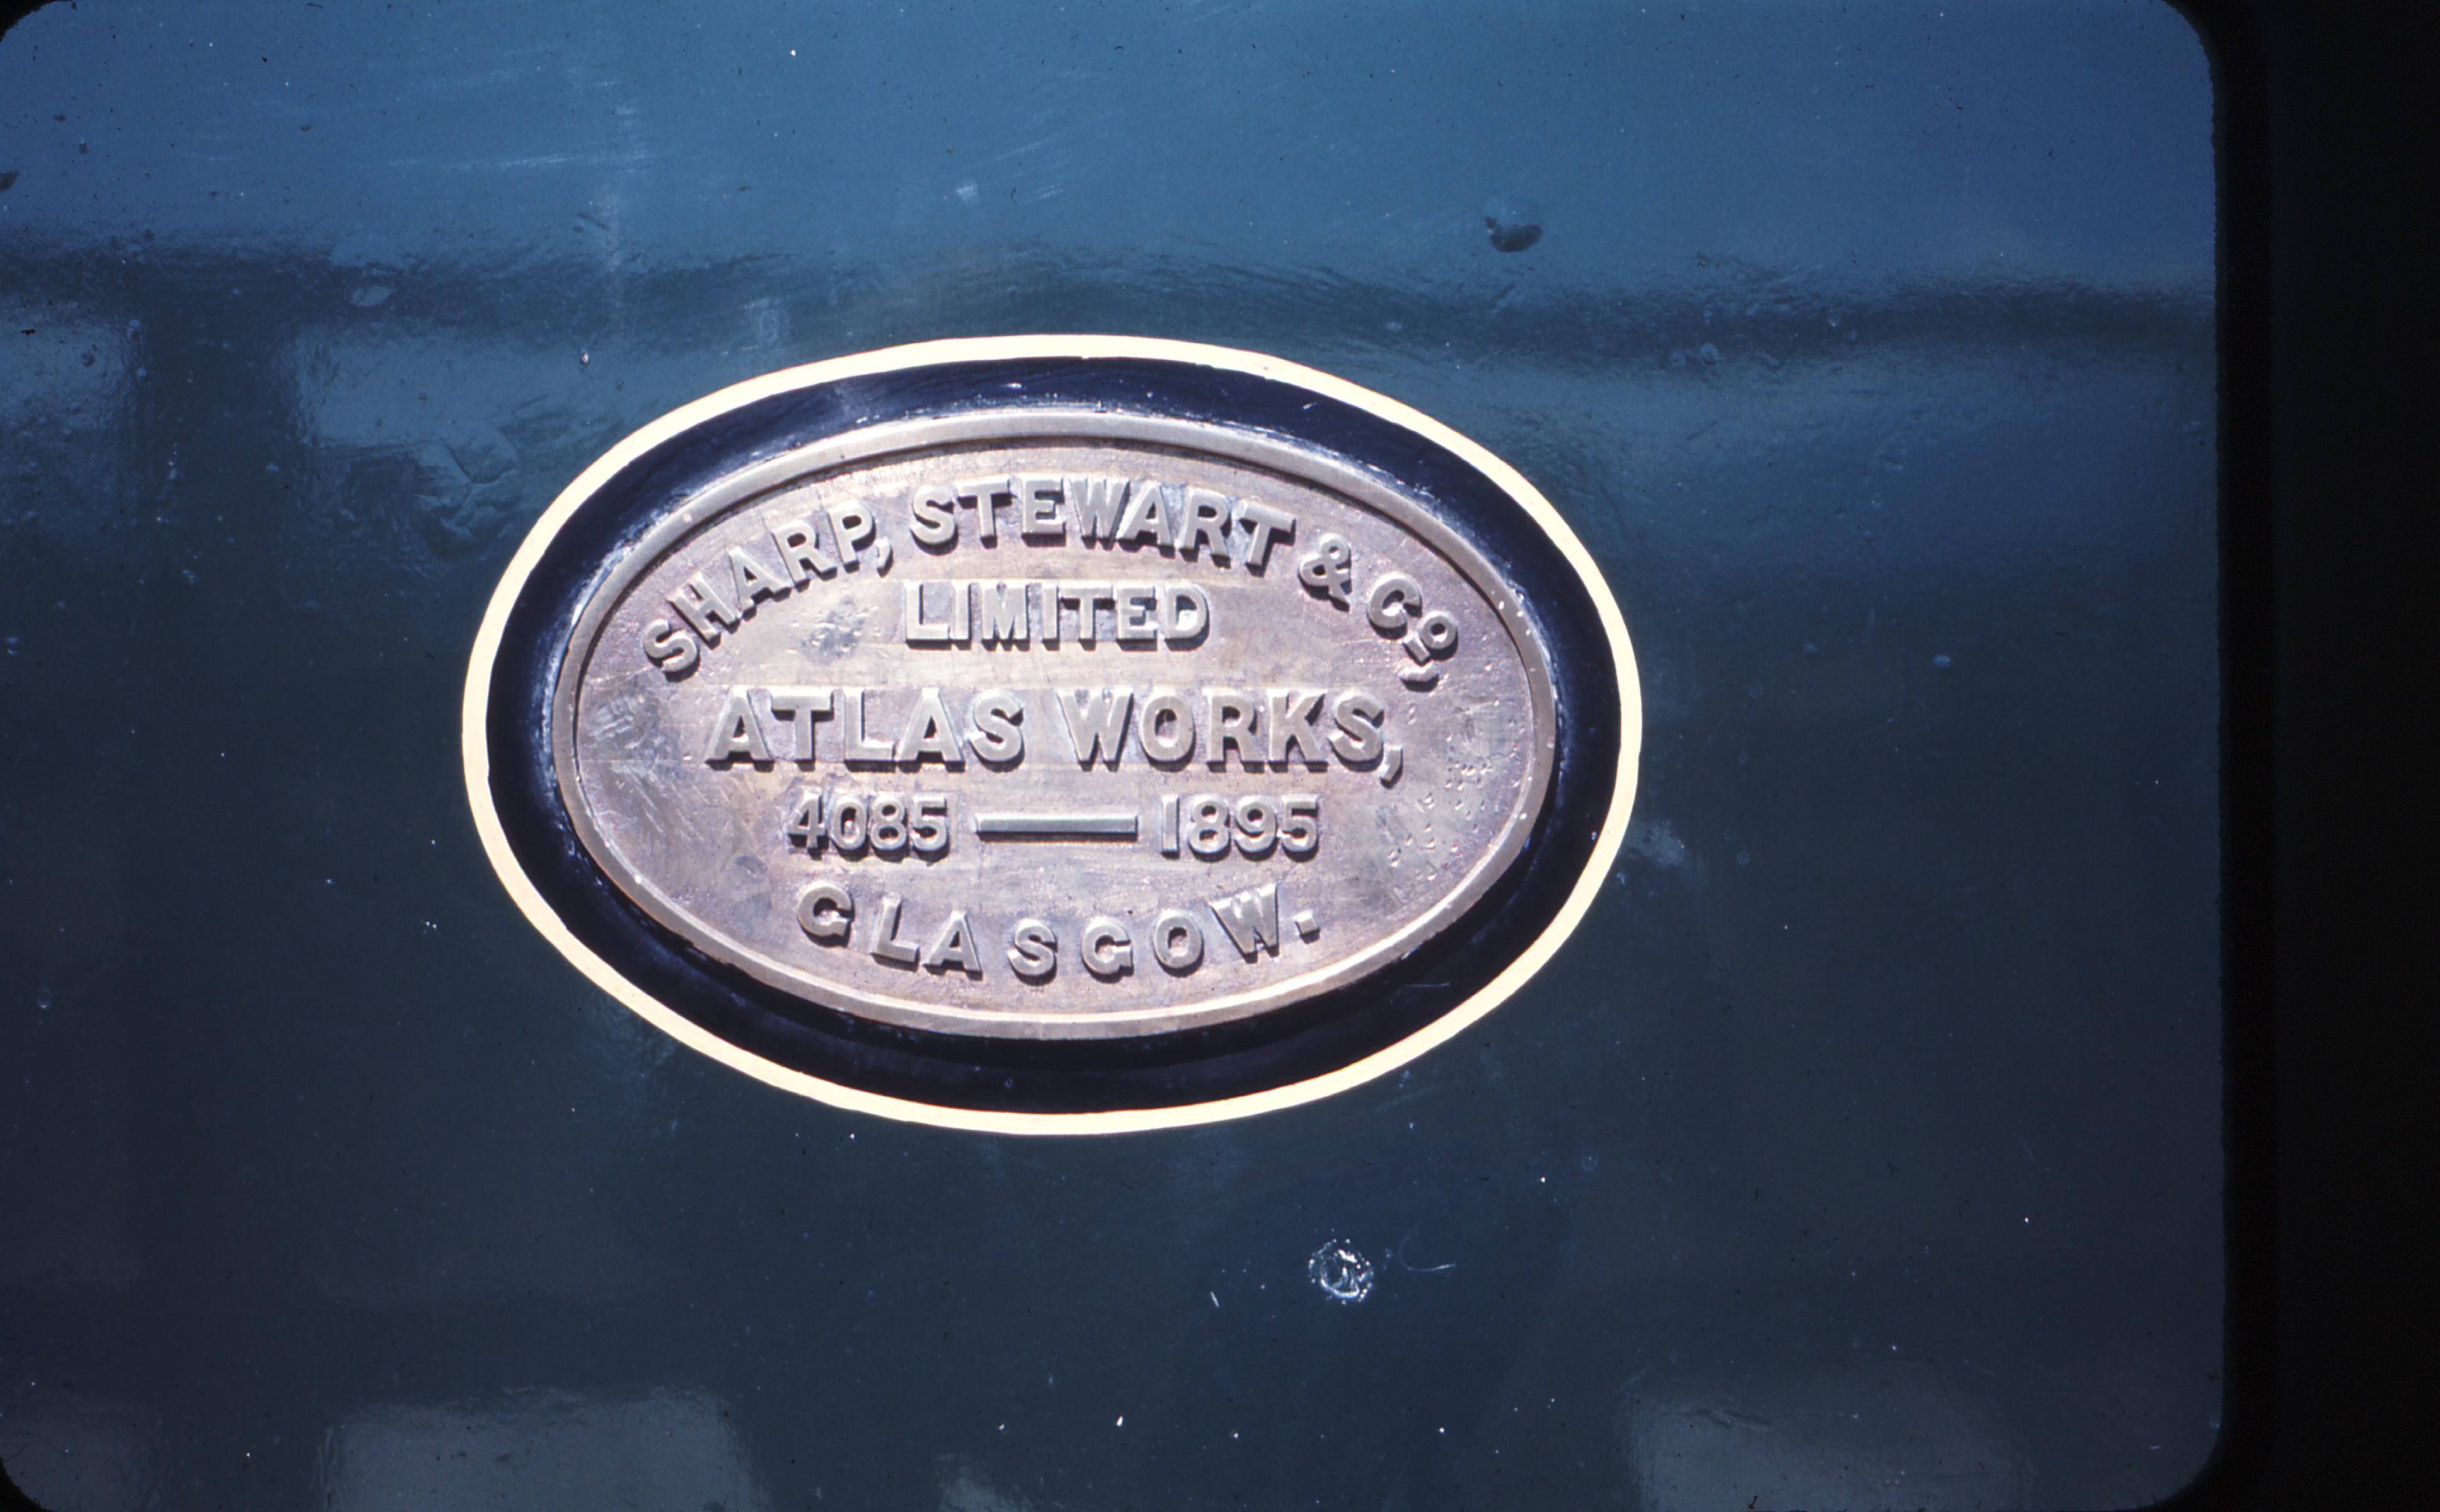 SHARP, STEWART & Co,
LIMITED
ATLAS WORKS,
4085 — 1895
GLASGOW.